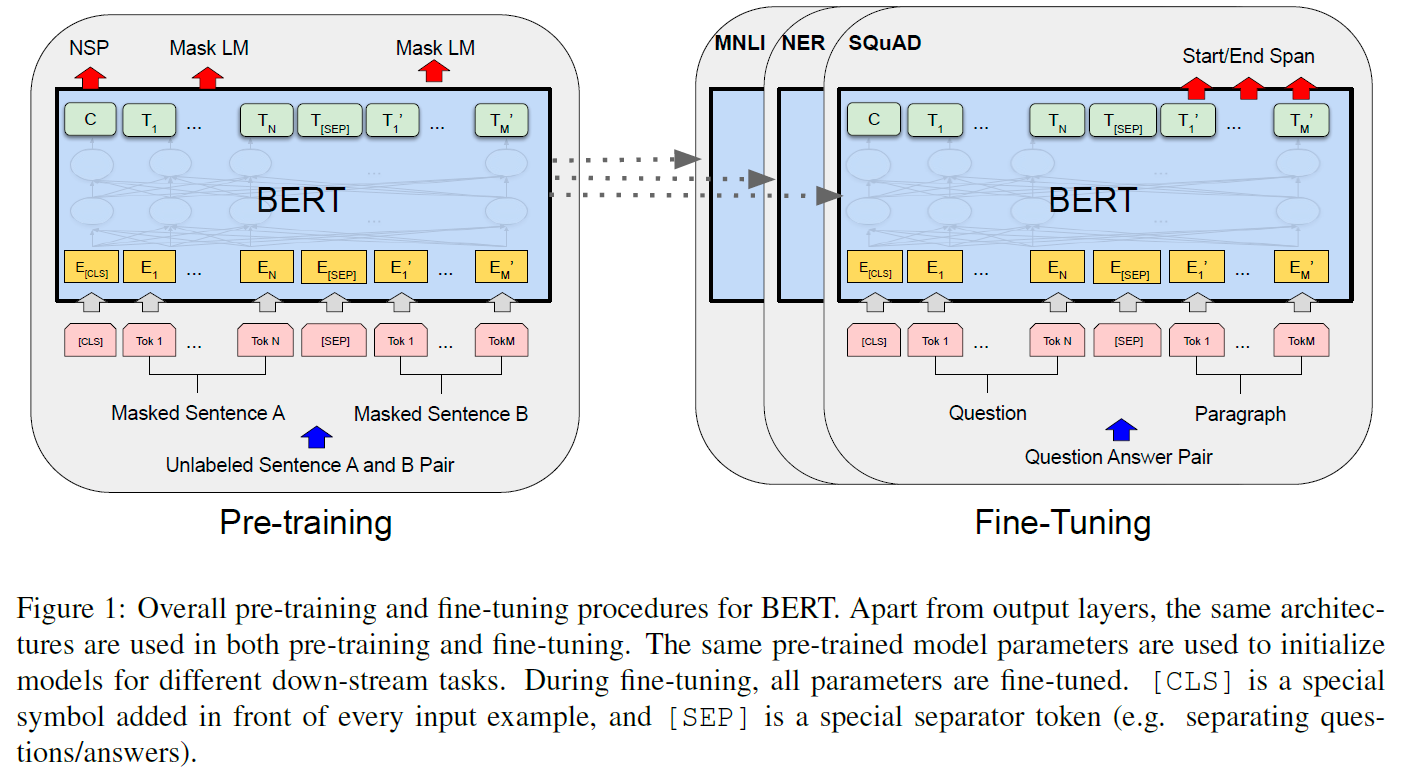 NSP Mask LM Mask LM
C T1 ... TN T[SEP] T1’ ... TM’
...
BERT
...
E[CLS] E1 ... EN E[SEP] E1’ ... EM’
[CLS] Tok 1 ... Tok N [SEP] Tok 1 ... TokM
Masked Sentence A Masked Sentence B
Unlabeled Sentence A and B Pair
Pre-training
MNLI NER SQuAD
Start/End Span
C T1 ... TN T[SEP] T1’ ... TM’
...
BERT
...
E[CLS] E1 ... EN E[SEP] E1’ ... EM’
[CLS] Tok 1 ... Tok N [SEP] Tok 1 ... TokM
Question Paragraph
Question Answer Pair
Fine-Tuning
Figure 1: Overall pre-training and fine-tuning procedures for BERT. Apart from output layers, the same architec-
tures are used in both pre-training and fine-tuning. The same pre-trained model parameters are used to initialize
models for different down-stream tasks. During fine-tuning, all parameters are fine-tuned. [CLS] is a special
symbol added in front of every input example, and [SEP] is a special separator token (e.g. separating ques-
tions/answers).